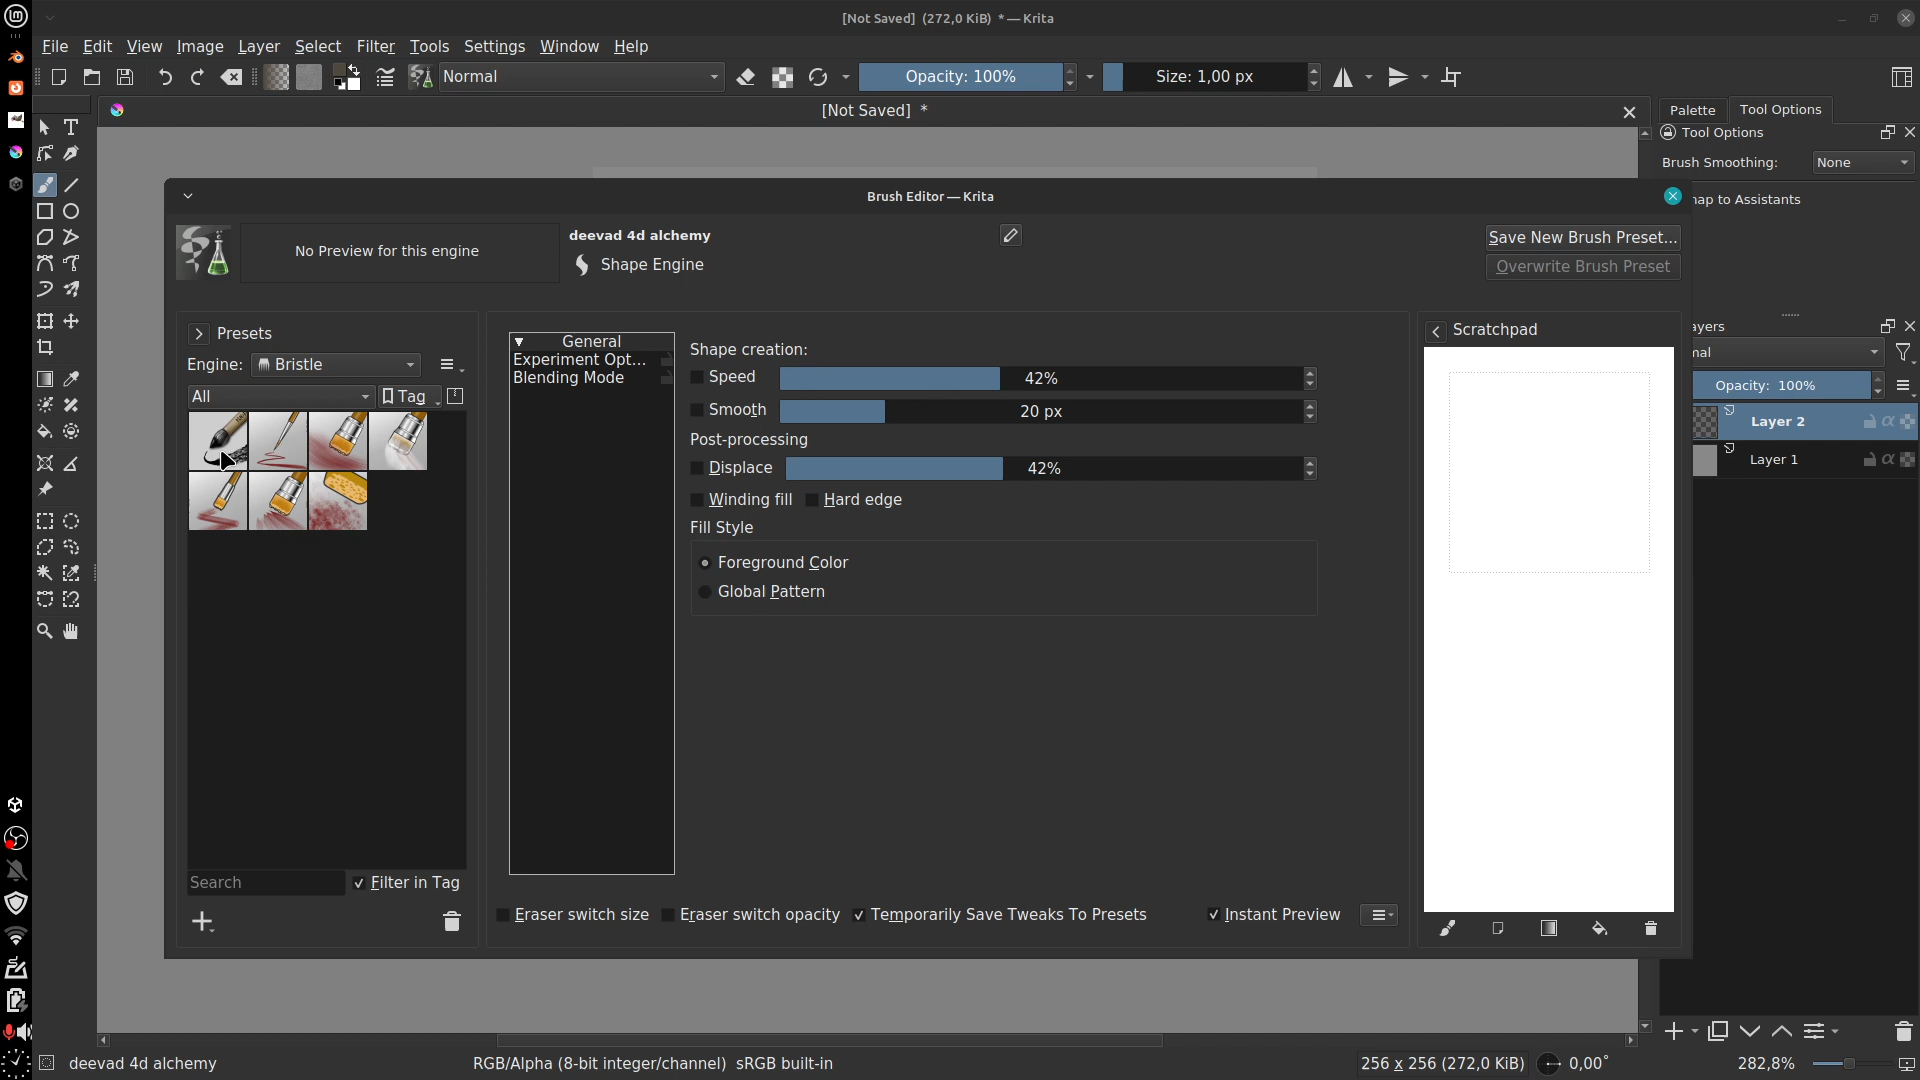 [Not Saved] (272,0 KiB) * — Krita
File Edit View Image Layer Select Filter Tools Settings Window Help
Normal
Opacity: 100%
Size: 1,00 px
[Not Saved] *
Palette
Tool Options
Tool Options
Brush Smoothing:
None
nap to Assistants
Brush Editor — Krita
No Preview for this engine
deevad 4d alchemy
Shape Engine
Save New Brush Preset...
Overwrite Brush Preset
Presets
Engine:
Bristle
All
Tag
Search
Filter in Tag
General
Experiment Opt...
Blending Mode
Shape creation:
Speed
42%
Smooth
20 px
Post-processing
Displace
42%
Winding fill
Hard edge
Fill Style
Foreground Color
Global Pattern
Eraser switch size
Eraser switch opacity
Temporarily Save Tweaks To Presets
Instant Preview
Scratchpad
ayers
nal
Opacity: 100%
Layer 2
Layer 1
deevad 4d alchemy
RGB/Alpha (8-bit integer/channel) sRGB built-in
256 x 256 (272,0 KiB)
0,00°
282,8%